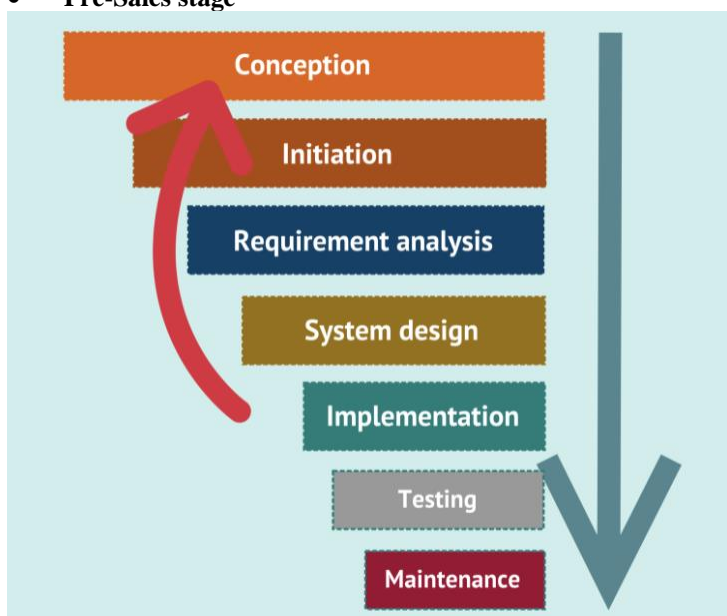 • Pre-Sales stage
Conception
Initiation
Requirement analysis
System design
Implementation
Testing
Maintenance